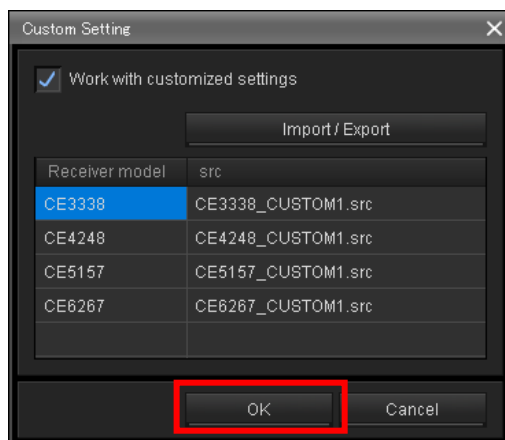 Custom Setting
Work with customized settings
Import / Export
Receiver model src
CE3338 CE3338_CUSTOM1.src
CE4248 CE4248_CUSTOM1.src
CE5157 CE5157_CUSTOM1.src
CE6267 CE6267_CUSTOM1.src
OK Cancel